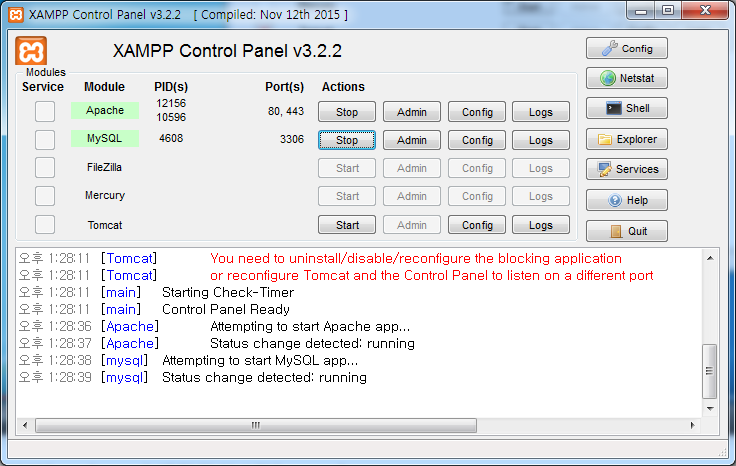 XAMPP Control Panel v3.2.2 [ Compiled: Nov 12th 2015 ]
XAMPP Control Panel v3.2.2
Config
Modules
Service Module PID(s) Port(s) Actions
Netstat
Apache 12156 10596 80, 443 Stop Admin Config Logs
Shell
MySQL 4608 3306 Stop Admin Config Logs
Explorer
FileZilla Start Admin Config Logs
Services
Mercury Start Admin Config Logs
Help
Tomcat Start Admin Config Logs
Quit
오후 1:28:11 [Tomcat] You need to uninstall/disable/reconfigure the blocking application
오후 1:28:11 [Tomcat] or reconfigure Tomcat and the Control Panel to listen on a different port
오후 1:28:11 [main] Starting Check-Timer
오후 1:28:11 [main] Control Panel Ready
오후 1:28:36 [Apache] Attempting to start Apache app...
오후 1:28:37 [Apache] Status change detected: running
오후 1:28:38 [mysql] Attempting to start MySQL app...
오후 1:28:39 [mysql] Status change detected: running